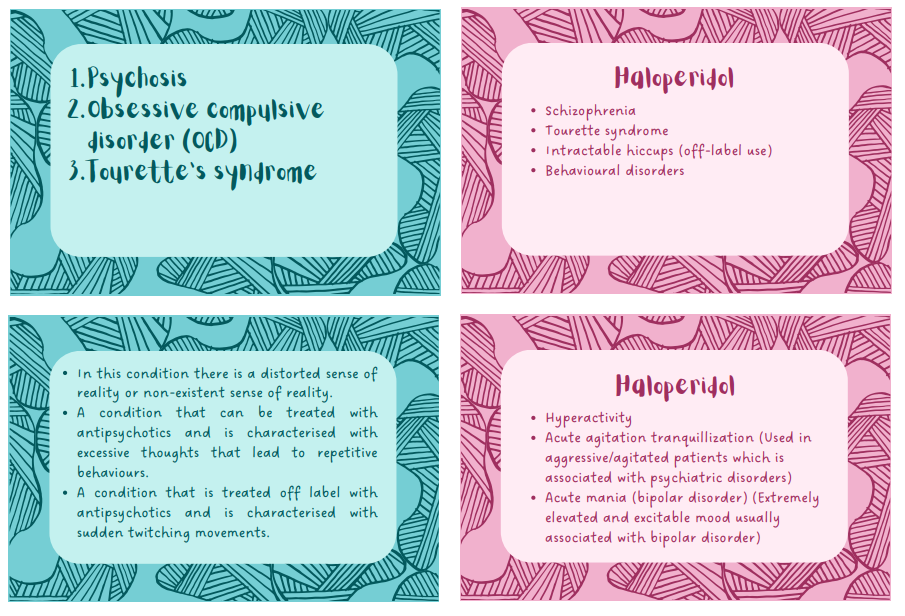 1.Psychosis
2.Obsessive compulsive
disorder (OCD)
3.Tourette's syndrome
Haloperidol
• Schizophrenia
• Tourette syndrome
• Intractable hiccups (off-label use)
• Behavioural disorders
• In this condition there is a distorted sense of
reality or non-existent sense of reality.
• A condition that can be treated with
antipsychotics and is characterised with
excessive thoughts that lead to repetitive
behaviours.
• A condition that is treated off label with
antipsychotics and is characterised with
sudden twitching movements.
Haloperidol
• Hyperactivity
• Acute agitation tranquillization (Used in
aggressive/agitated patients which is
associated with psychiatric disorders)
• Acute mania (bipolar disorder) (Extremely
elevated and excitable mood usually
associated with bipolar disorder)